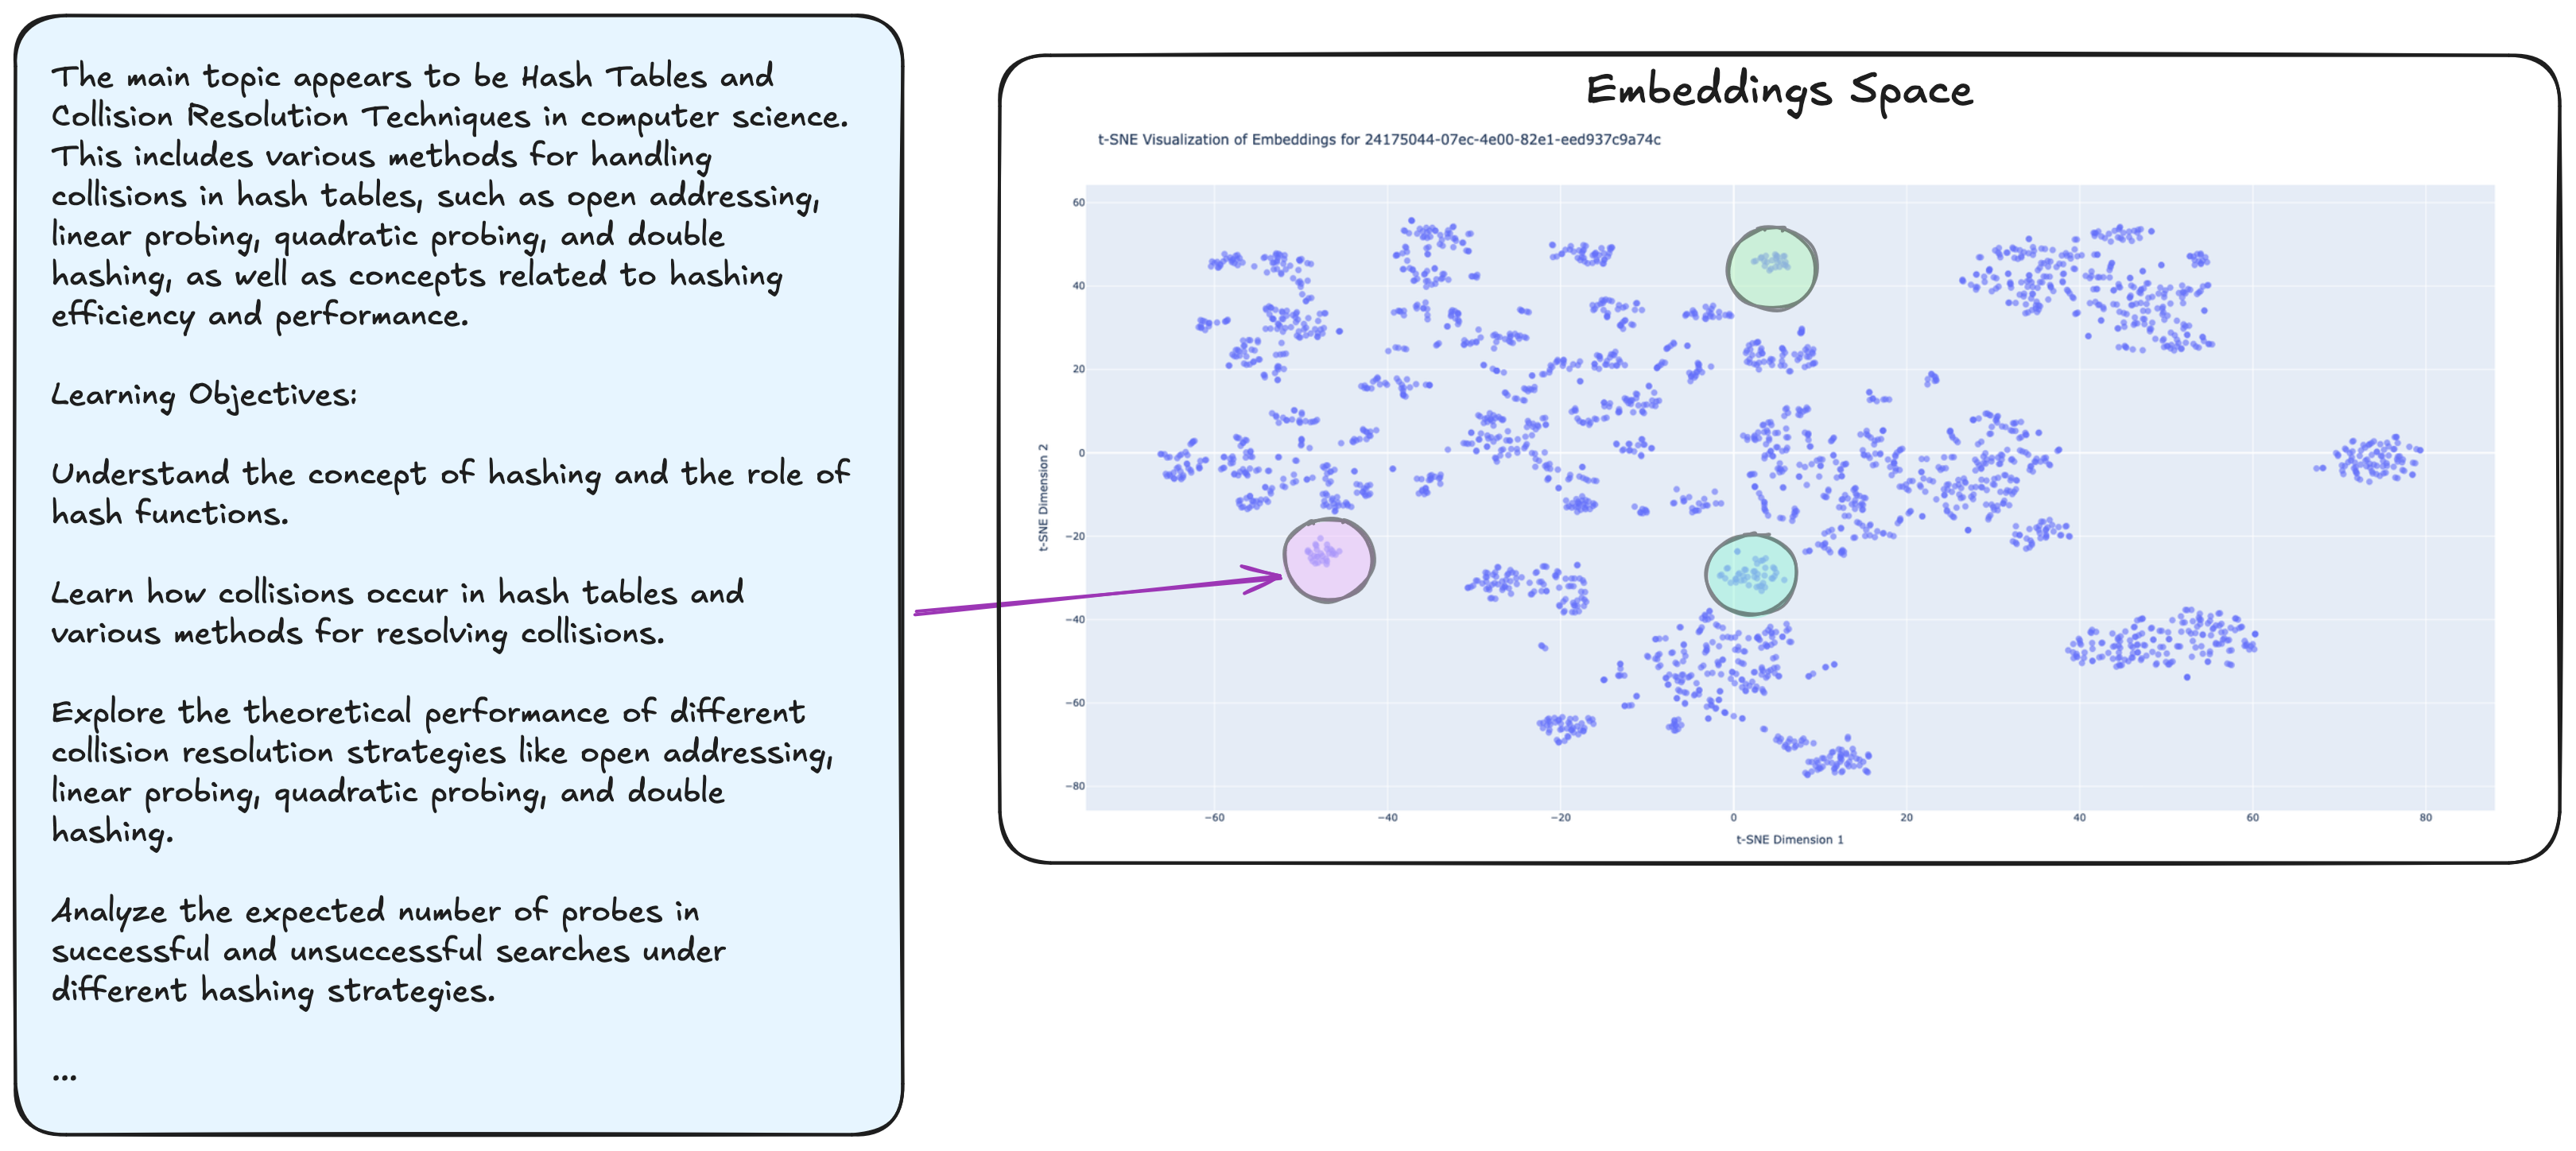 The main topic appears to be Hash Tables and
Collision Resolution Techniques in computer science.
This includes various methods for handling
collisions in hash tables, such as open addressing,
linear probing, quadratic probing, and double
hashing, as well as concepts related to hashing
efficiency and performance.
Learning Objectives:
Understand the concept of hashing and the role of
hash functions.
Learn how collisions occur in hash tables and
various methods for resolving collisions.
Explore the theoretical performance of different
collision resolution strategies like open addressing,
linear probing, quadratic probing, and double
hashing.
Analyze the expected number of probes in
successful and unsuccessful searches under
different hashing strategies.
...
Embeddings Space
t-SNE Visualization of Embeddings for 24175044-07ec-4e00-82e1-eed937c9a74c
t-SNE Dimension 2
60
40
20
0
−20
−40
−60
−80
−60
−40
−20
0
20
40
60
80
t-SNE Dimension 1